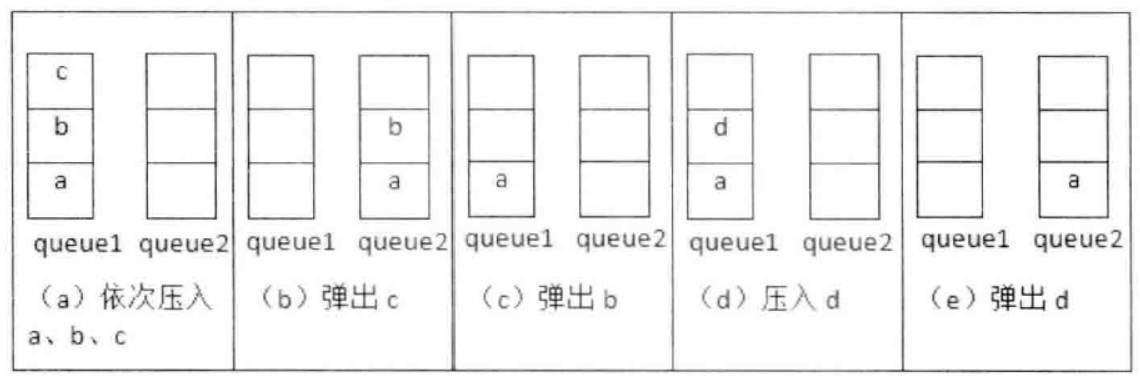 c
b
a
queue1 queue2
（a）依次压入
a、b、c
b
a
queue1 queue2
（b）弹出 c
a
queue1 queue2
（c）弹出 b
d
a
queue1 queue2
（d）压入 d
a
queue1 queue2
（e）弹出 d